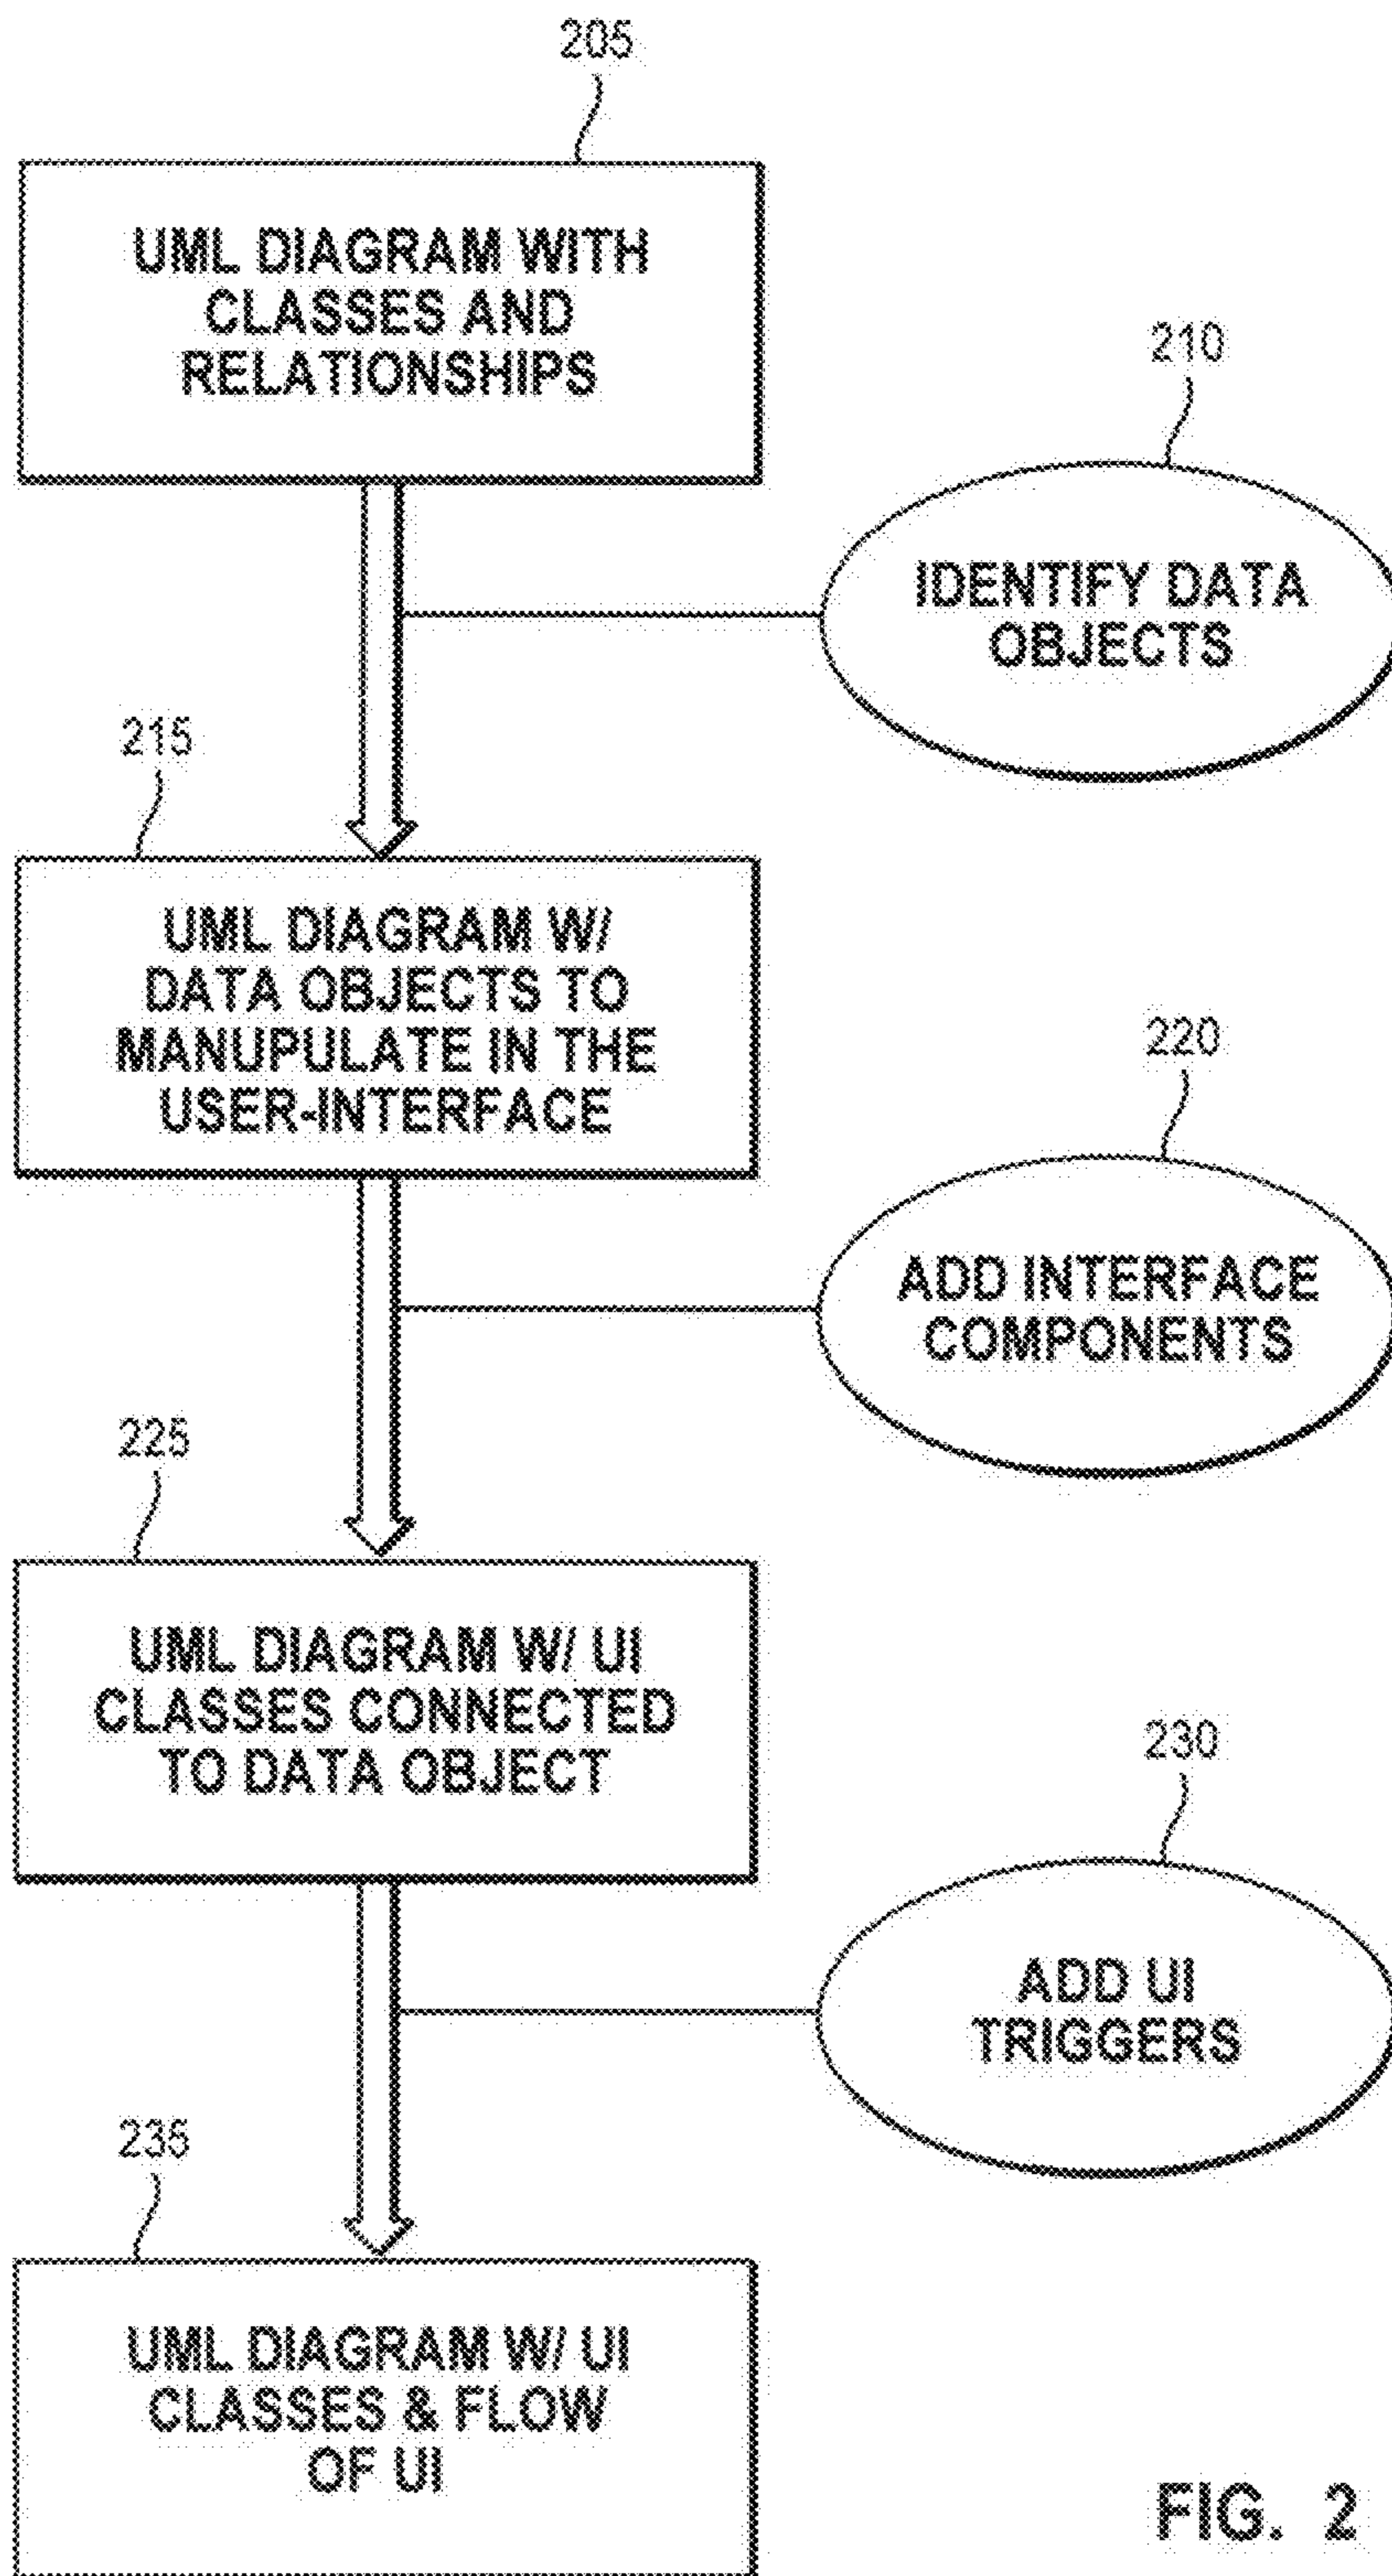 205
UML DIAGRAM WITH
CLASSES AND
RELATIONSHIPS
210
IDENTIFY DATA
OBJECTS
215
UML DIAGRAM W/
DATA OBJECTS TO
MANUPULATE IN THE
USER-INTERFACE
220
ADD INTERFACE
COMPONENTS
225
UML DIAGRAM W/ UI
CLASSES CONNECTED
TO DATA OBJECT
230
ADD UI
TRIGGERS
235
UML DIAGRAM W/ UI
CLASSES & FLOW
OF UI
FIG. 2